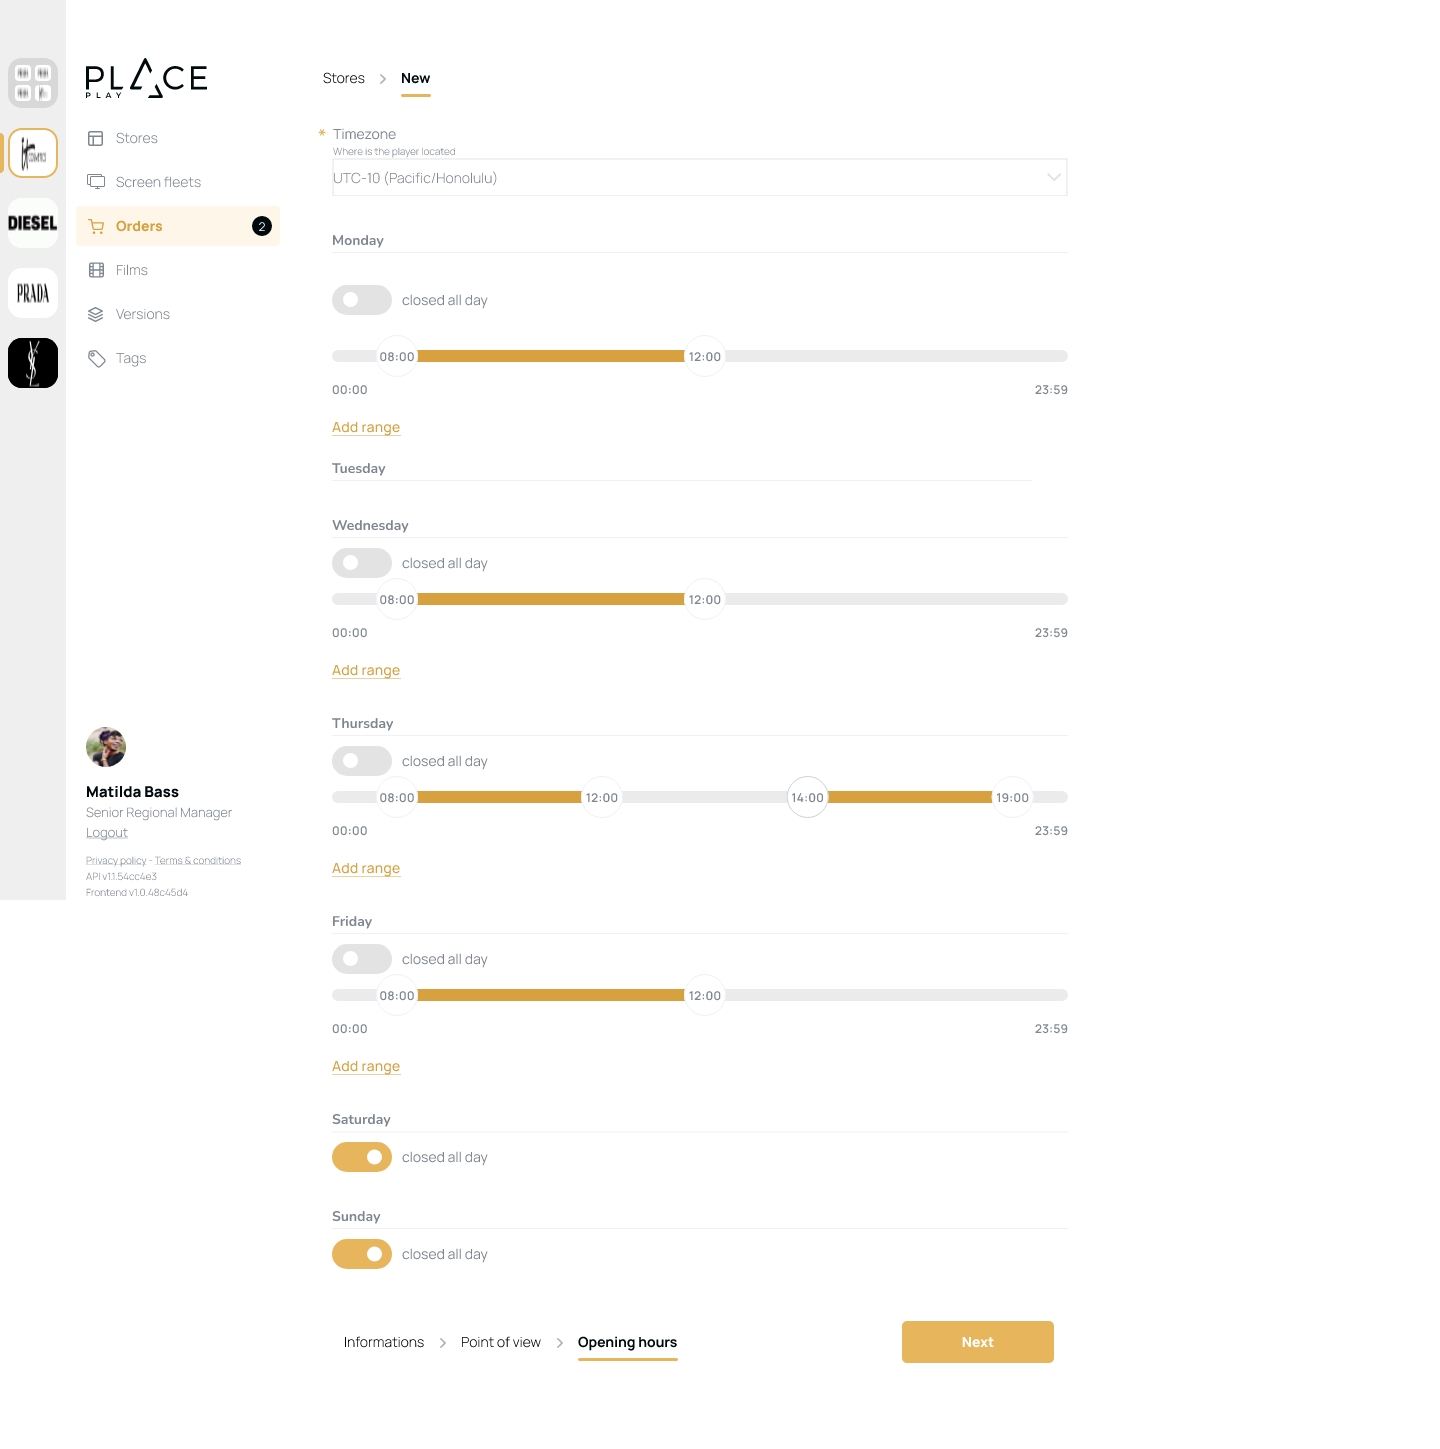 PLACE
PLAY
DIESEL
PRADA
Stores
Screen fleets
Orders
2
Films
Versions
Tags
Matilda Bass
Senior Regional Manager
Logout
Privacy policy - Terms & conditions
API v1.1.54cc4e3
Frontend v1.0.48c45d4
Stores
New
* Timezone
Where is the player located
UTC-10 (Pacific/Honolulu)
Monday
closed all day
08:00 12:00
00:00 23:59
Add range
Tuesday
Wednesday
closed all day
08:00 12:00
00:00 23:59
Add range
Thursday
closed all day
08:00 12:00 14:00 19:00
00:00 23:59
Add range
Friday
closed all day
08:00 12:00
00:00 23:59
Add range
Saturday
closed all day
Sunday
closed all day
Informations
Point of view
Opening hours
Next